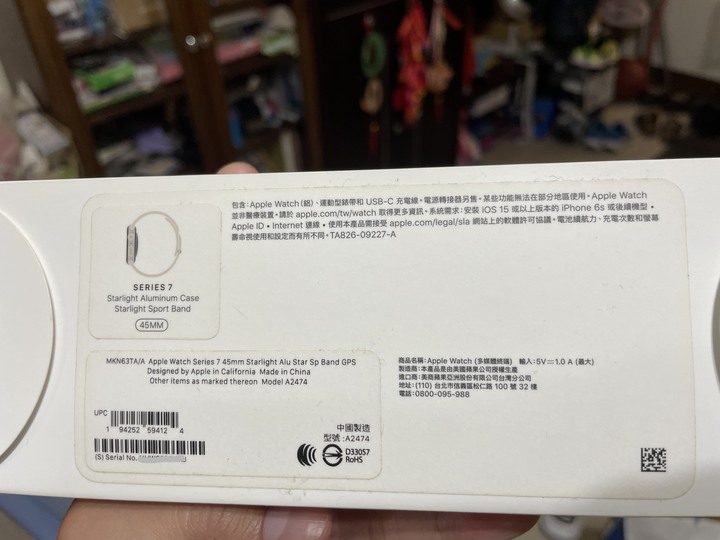 SERIES 7
Starlight Aluminum Case
Starlight Sport Band
45MM
包含:Apple Watch(鋁)、運動型錶帶和 USB-C 充電線。電源轉接器另售。某些功能無法在部分地區使用。Apple Watch
並非醫療裝置。請於 apple.com/tw/watch 取得更多資訊。系統需求:安裝 iOS 15 或以上版本的 iPhone 6s 或後續機型•
Apple ID•Internet 連線•使用本產品需接受 apple.com/legal/sla 網站上的軟體許可協議。電池續航力、充電次數和螢幕
壽命視使用和設定而有所不同。TA826-09227-A
MKN63TA/A Apple Watch Series 7 45mm Starlight Alu Star Sp Band GPS
Designed by Apple in California Made in China
Other items as marked thereon Model A2474
UPC
1 94252 59412 4
(S) Serial No.
中國製造
型號:A2474
D33057
RoHS
商品名稱:Apple Watch (多媒體終端) 輸入:5V⎓1.0 A (最大)
製造商:本產品是由美國蘋果公司授權生產
進口商:美商蘋果亞洲股份有限公司台灣分公司
地址:(110) 台北市信義區松仁路 100 號 32 樓
電話:0800-095-988